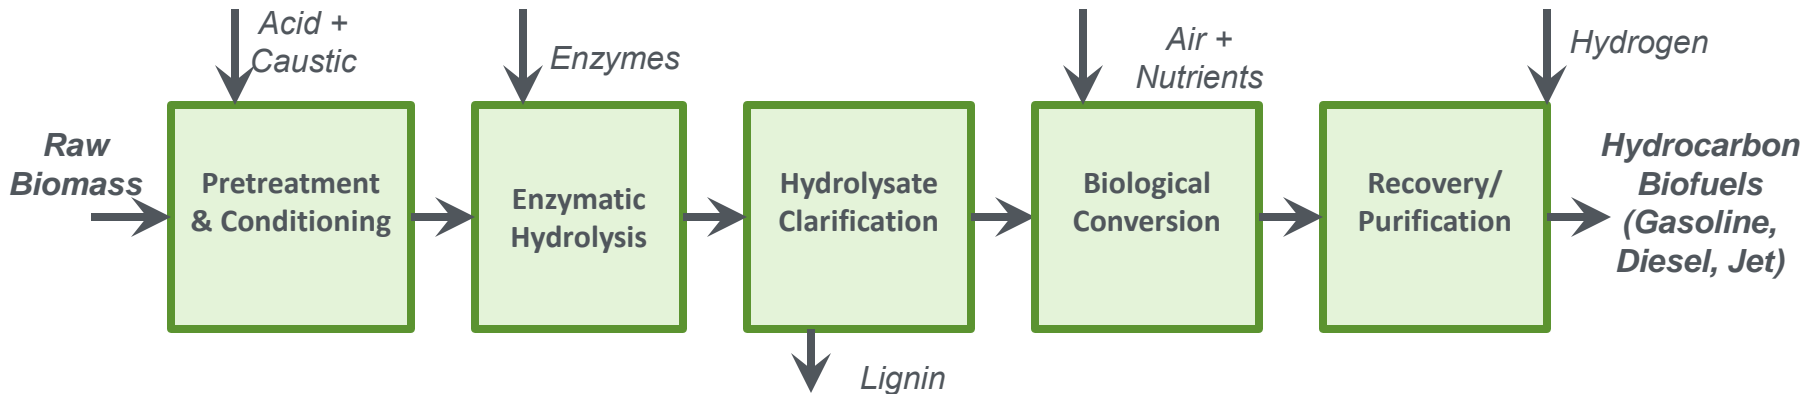 Acid +
Caustic
Enzymes
Air +
Nutrients
Hydrogen
Raw
Biomass
Pretreatment
& Conditioning
Enzymatic
Hydrolysis
Hydrolysate
Clarification
Biological
Conversion
Recovery/
Purification
Hydrocarbon
Biofuels
(Gasoline,
Diesel, Jet)
Lignin